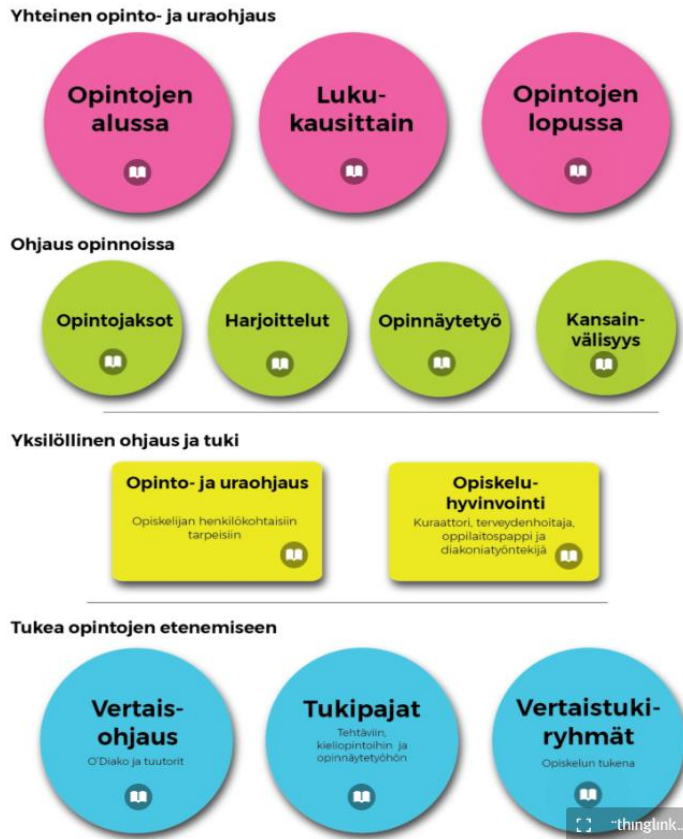 Yhteinen opinto- ja uraohjaus
Opintojen
alussa
Luku-
kausittain
Opintojen
lopussa
Ohjaus opinnoissa
Opintojaksot
Harjoittelut
Opinnäytetyö
Kansain-
välisyys
Yksilöllinen ohjaus ja tuki
Opinto- ja uraohjaus
Opiskelijan henkilökohtaisiin
tarpeisiin
Opiskelu-
hyvinvointi
Kuraattori, terveydenhoitaja,
oppilaitospappi ja
diakoniatyöntekijä
Tukea opintojen etenemiseen
Vertais-
ohjaus
O'Diako ja tuutorit
Tukipajat
Tehtäviin,
kieliopintoihin ja
opinnäytetyöhön
Vertaistuki-
ryhmät
Opiskelun tukena
thinglink..